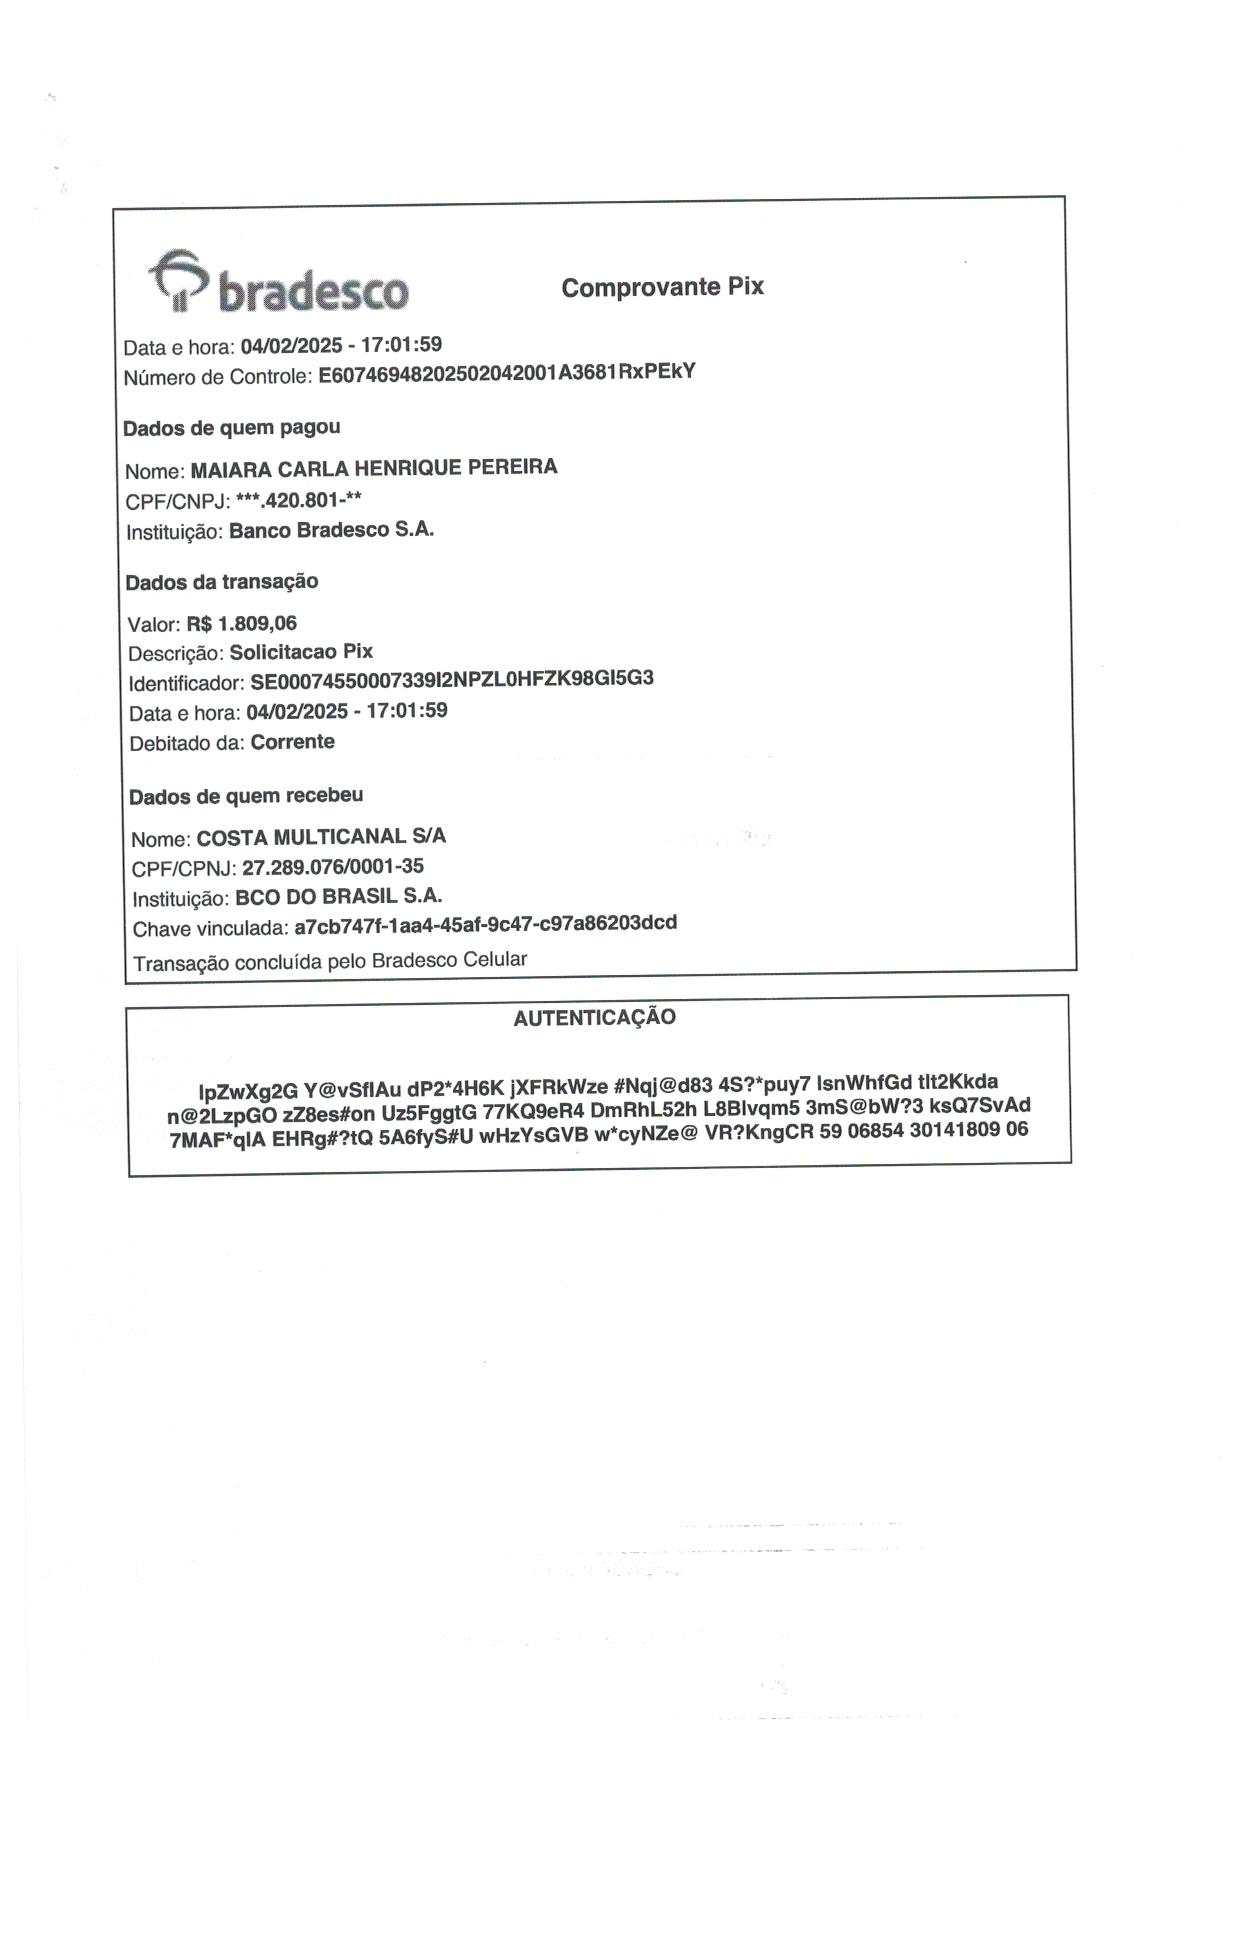 bradesco
Comprovante Pix
Data e hora: 04/02/2025 - 17:01:59
Número de Controle: E60746948202502042001A3681RxPEkY
Dados de quem pagou
Nome: MAIARA CARLA HENRIQUE PEREIRA
CPF/CNPJ: ***.420.801-**
Instituição: Banco Bradesco S.A.
Dados da transação
Valor: R$ 1.809,06
Descrição: Solicitacao Pix
Identificador: SE00074550007339I2NPZL0HFZK98GI5G3
Data e hora: 04/02/2025 - 17:01:59
Debitado da: Corrente
Dados de quem recebeu
Nome: COSTA MULTICANAL S/A
CPF/CPNJ: 27.289.076/0001-35
Instituição: BCO DO BRASIL S.A.
Chave vinculada: a7cb747f-1aa4-45af-9c47-c97a86203dcd
Transação concluída pelo Bradesco Celular
AUTENTICAÇÃO
lpZwXg2G Y@vSflAu dP2*4H6K jXFRkWze #Nqj@d83 4S?*puy7 lsnWhfGd tlt2Kkda
n@2LzpGO zZ8es#on Uz5FggtG 77KQ9eR4 DmRhL52h L8Blvqm5 3mS@bW?3 ksQ7SvAd
7MAF*qlA EHRg#?tQ 5A6fyS#U wHzYsGVB w*cyNZe@ VR?KngCR 59 06854 30141809 06